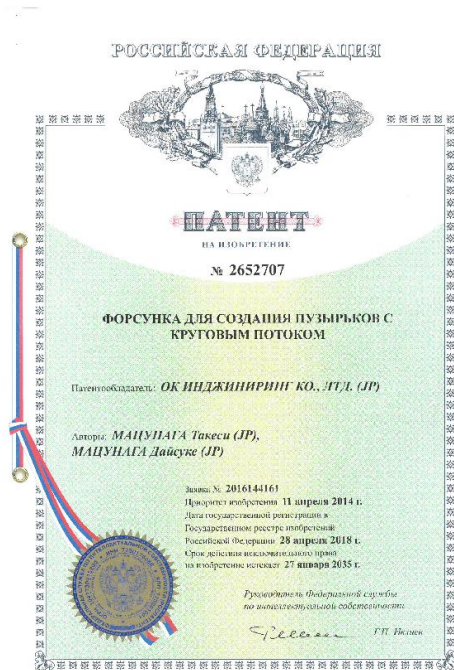 РОССИЙСКАЯ ФЕДЕРАЦИЯ
ПАТЕНТ
НА ИЗОБРЕТЕНИЕ
№ 2652707
ФОРСУНКА ДЛЯ СОЗДАНИЯ ПУЗЫРЬКОВ С
КРУГОВЫМ ПОТОКОМ
Патентообладатель: ОК ИНДЖИНИРИНГ КО., ЛТД. (JP)
Авторы: МАЦУНАГА Такеси (JP),
МАЦУНАГА Дайсуке (JP)
Заявка № 2016144161
Приоритет изобретения 11 апреля 2014 г.
Дата государственной регистрации в
Государственном реестре изобретений
Российской Федерации 28 апреля 2018 г.
Срок действия исключительного права
на изобретение истекает 27 января 2035 г.
Руководитель Федеральной службы
по интеллектуальной собственности
Г.П. Ивлиев